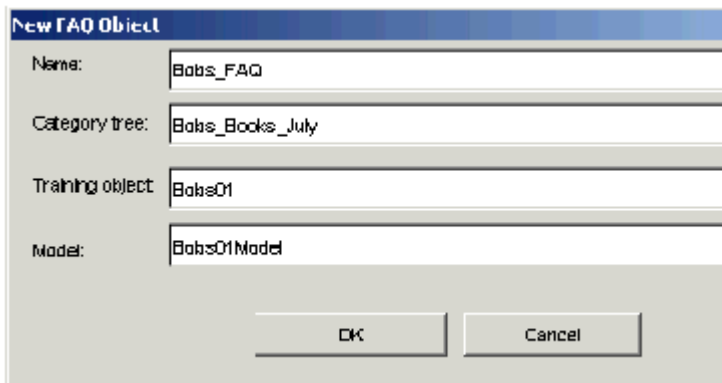 New FAQ Object
Name: Bobs_FAQ
Category tree: Bobs_Books_July
Training object: Bobs01
Model: Bobs01Model
OK Cancel